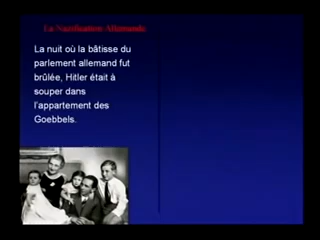 La Nazification Allemande
La nuit où la bâtisse du
parlement allemand fut
brûlée, Hitler était à
souper dans
l'appartement des
Goebbels.